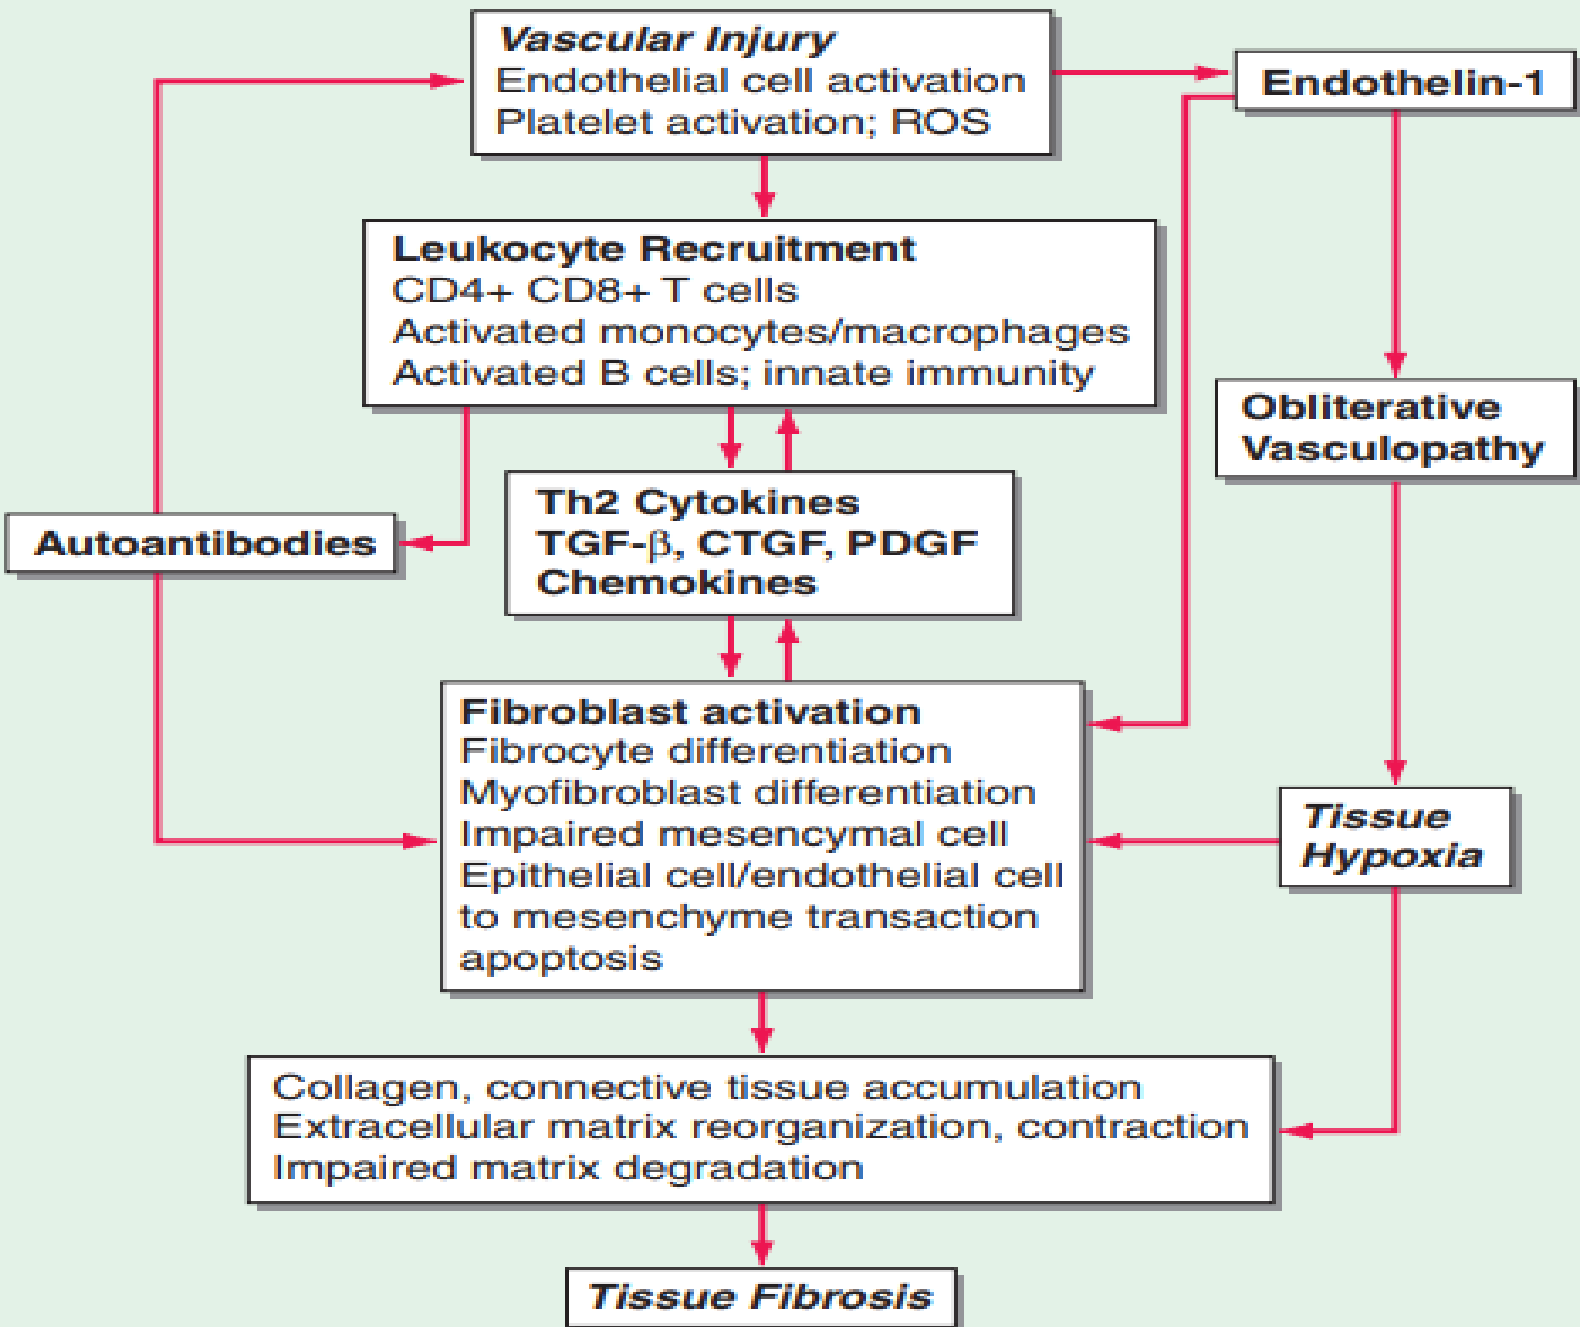 Vascular Injury
Endothelial cell activation
Platelet activation; ROS
Endothelin-1
Leukocyte Recruitment
CD4+ CD8+ T cells
Activated monocytes/macrophages
Activated B cells; innate immunity
Obliterative
Vasculopathy
Th2 Cytokines
TGF-β, CTGF, PDGF
Chemokines
Autoantibodies
Fibroblast activation
Fibrocyte differentiation
Myofibroblast differentiation
Impaired mesencymal cell
Epithelial cell/endothelial cell
to mesenchyme transaction
apoptosis
Tissue
Hypoxia
Collagen, connective tissue accumulation
Extracellular matrix reorganization, contraction
Impaired matrix degradation
Tissue Fibrosis